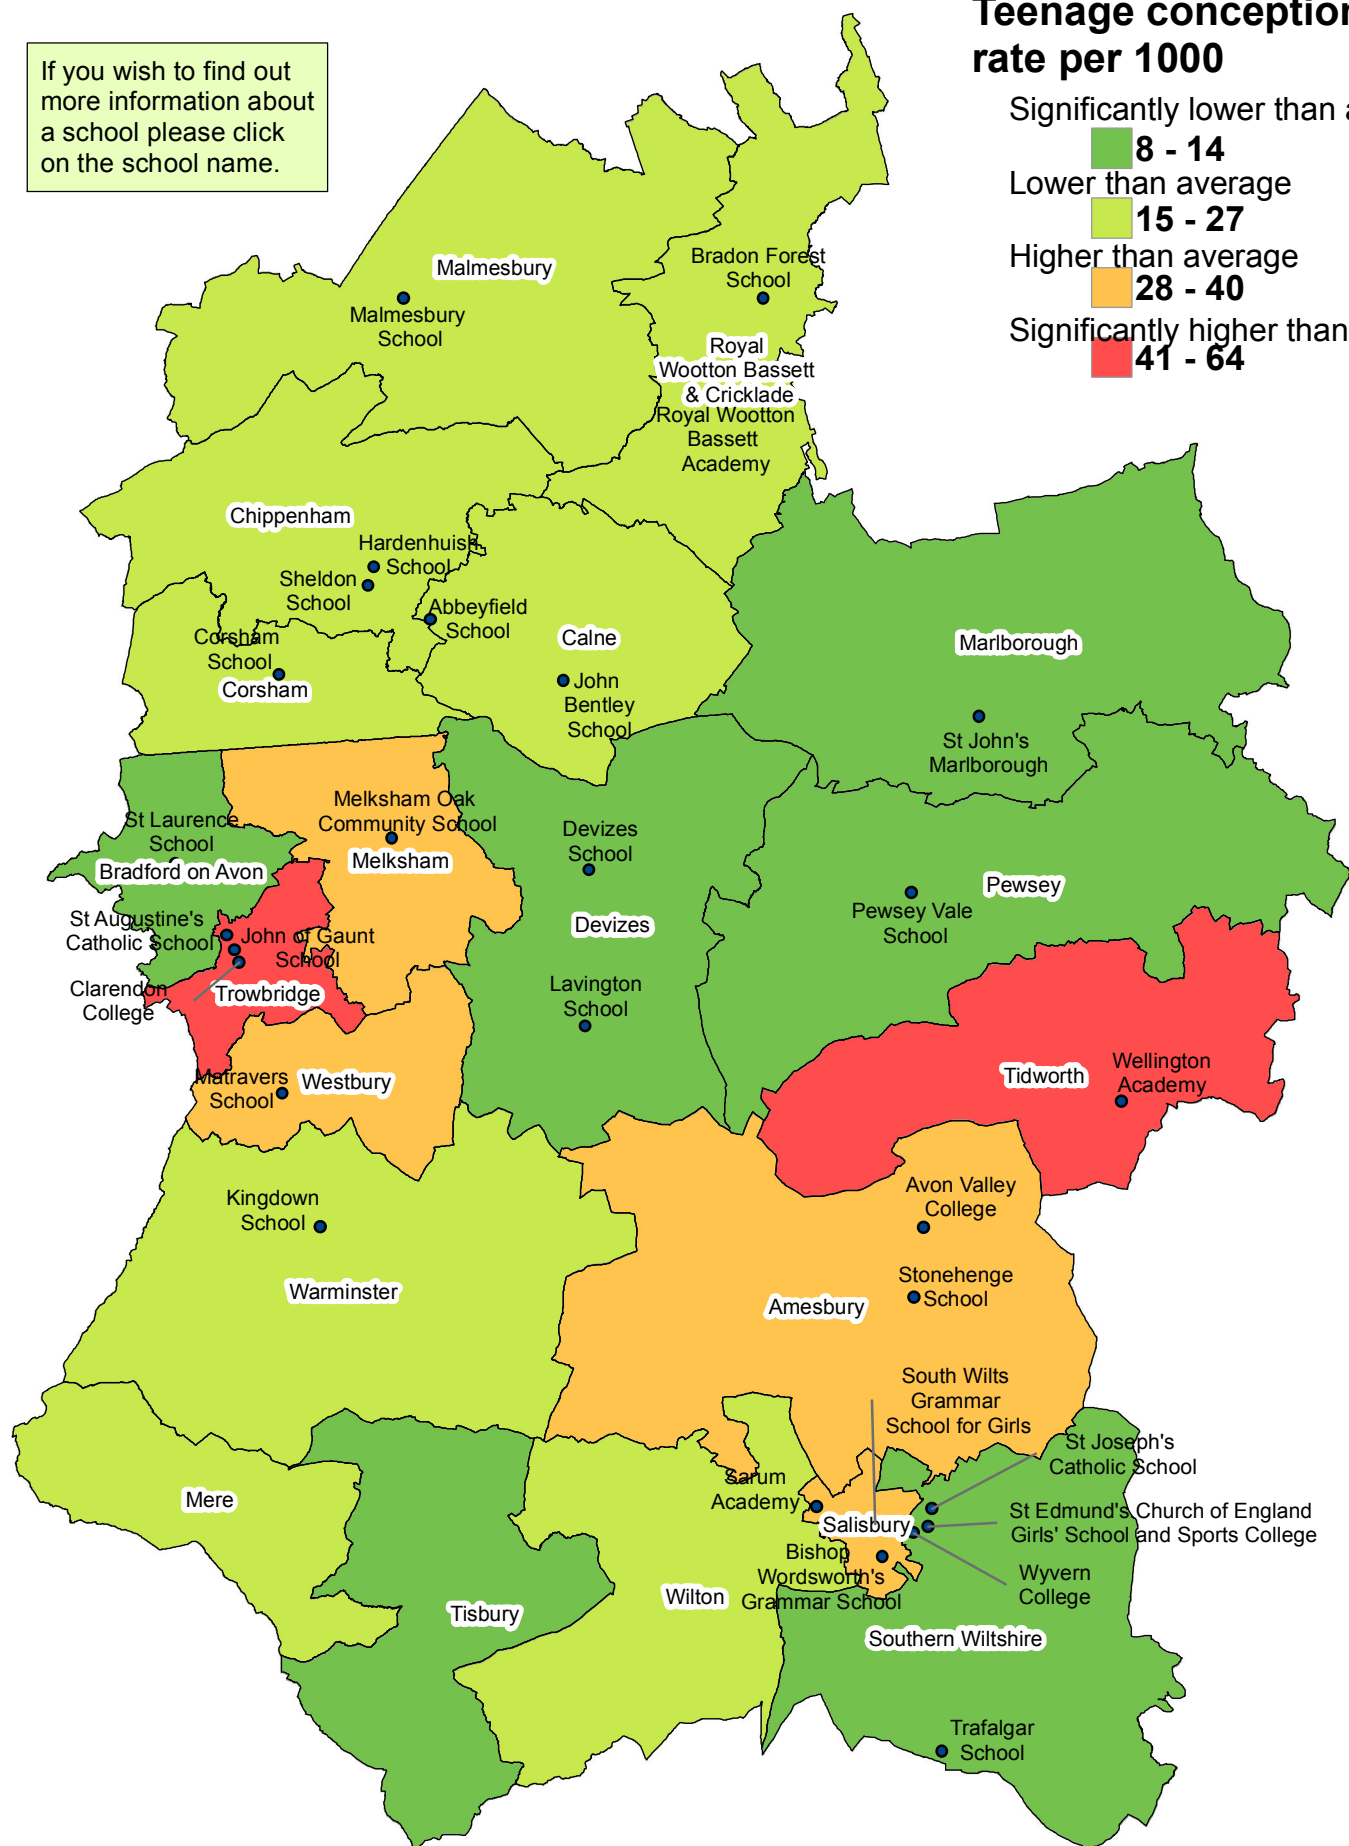 Teenage conception
rate per 1000
If you wish to find out
more information about
a school please click
on the school name.
Significantly lower than a
8 - 14
Lower than average
15 - 27
Higher than average
28 - 40
Significantly higher than
41 - 64
Malmesbury
Malmesbury
School
Bradon Forest
School
Royal
Wootton Bassett
& Cricklade
Royal Wootton
Bassett
Academy
Chippenham
Hardenhuish
School
Sheldon
School
Abbeyfield
School
Corsham
School
Corsham
Calne
John
Bentley
School
Marlborough
St John's
Marlborough
Melksham Oak
Community School
Melksham
St Laurence
School
Bradford on Avon
Devizes
School
Devizes
Lavington
School
Pewsey
Pewsey Vale
School
St Augustine's
Catholic School
John of Gaunt
School
Clarendon
College
Trowbridge
Matravers
School
Westbury
Tidworth
Wellington
Academy
Kingdown
School
Warminster
Avon Valley
College
Stonehenge
School
Amesbury
South Wilts
Grammar
School for Girls
St Joseph's
Catholic School
Mere
Sarum
Academy
Salisbury
St Edmund's Church of England
Girls' School and Sports College
Bishop
Wordsworth's
Grammar School
Wyvern
College
Wilton
Tisbury
Southern Wiltshire
Trafalgar
School